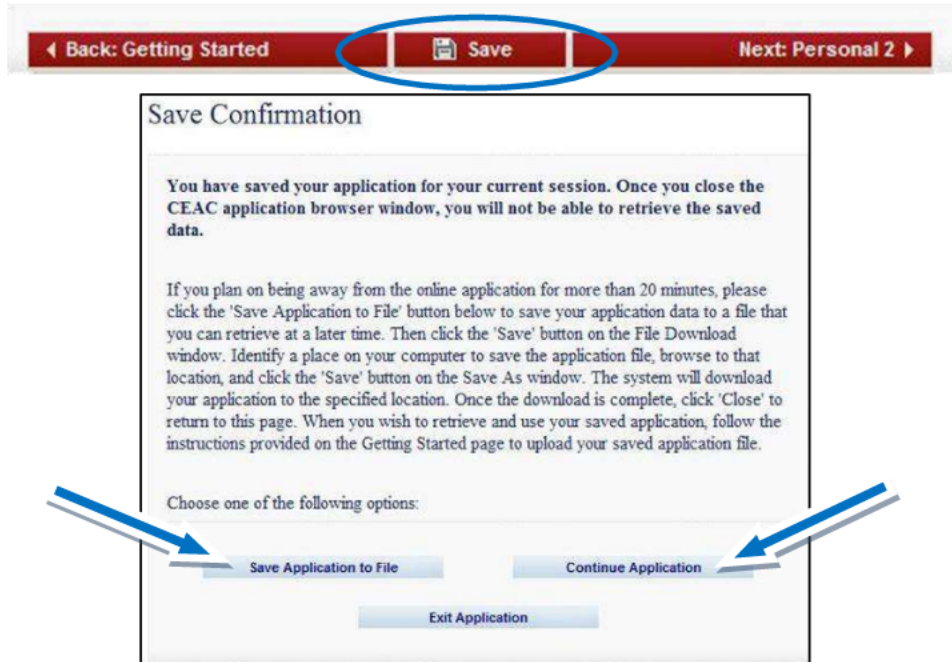 Back: Getting Started Save Next: Personal 2
Save Confirmation
You have saved your application for your current session. Once you close the
CEAC application browser window, you will not be able to retrieve the saved
data.
If you plan on being away from the online application for more than 20 minutes, please
click the 'Save Application to File' button below to save your application data to a file that
you can retrieve at a later time. Then click the 'Save' button on the File Download
window. Identify a place on your computer to save the application file, browse to that
location, and click the 'Save' button on the Save As window. The system will download
your application to the specified location. Once the download is complete, click 'Close' to
return to this page. When you wish to retrieve and use your saved application, follow the
instructions provided on the Getting Started page to upload your saved application file.
Choose one of the following options:
Save Application to File Continue Application
Exit Application